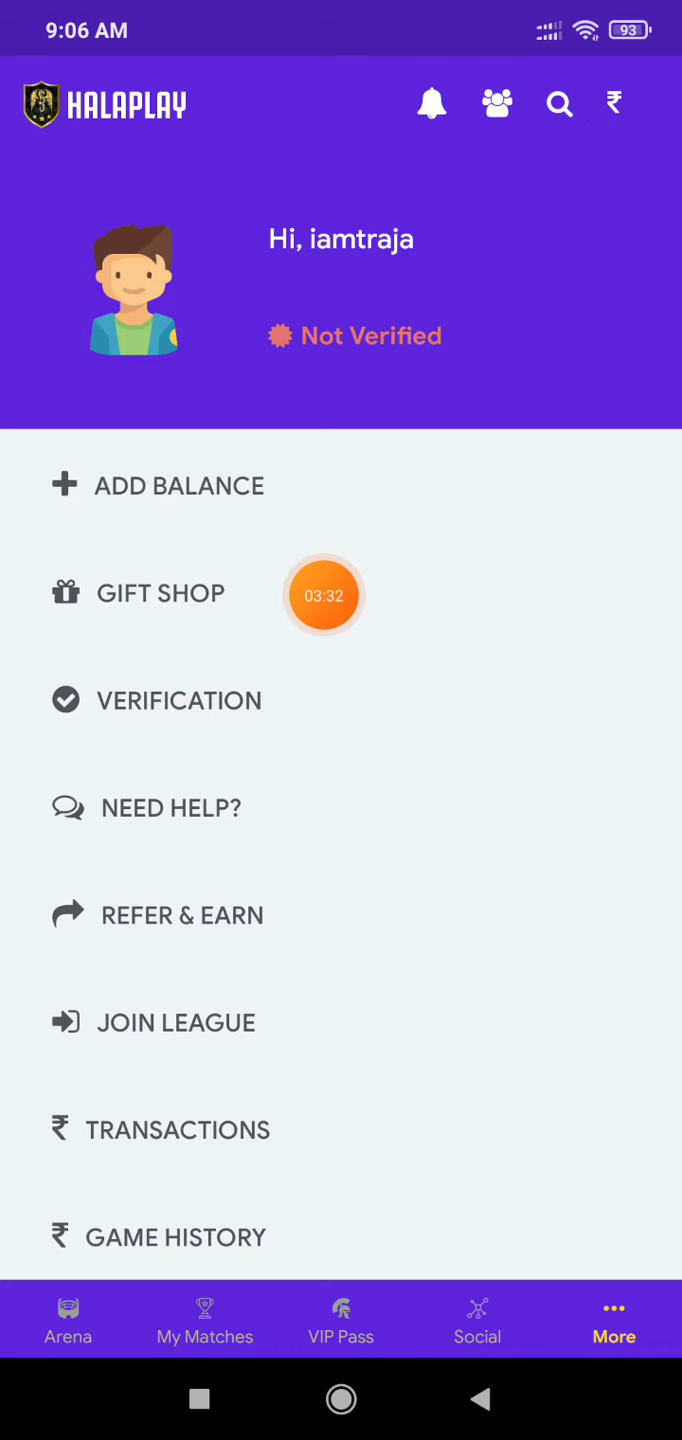 9:06 AM
93
HALAPLAY
₹
Hi, iamtraja
Not Verified
ADD BALANCE
GIFT SHOP
03:32
VERIFICATION
NEED HELP?
REFER & EARN
JOIN LEAGUE
₹ TRANSACTIONS
₹ GAME HISTORY
Arena My Matches VIP Pass Social More